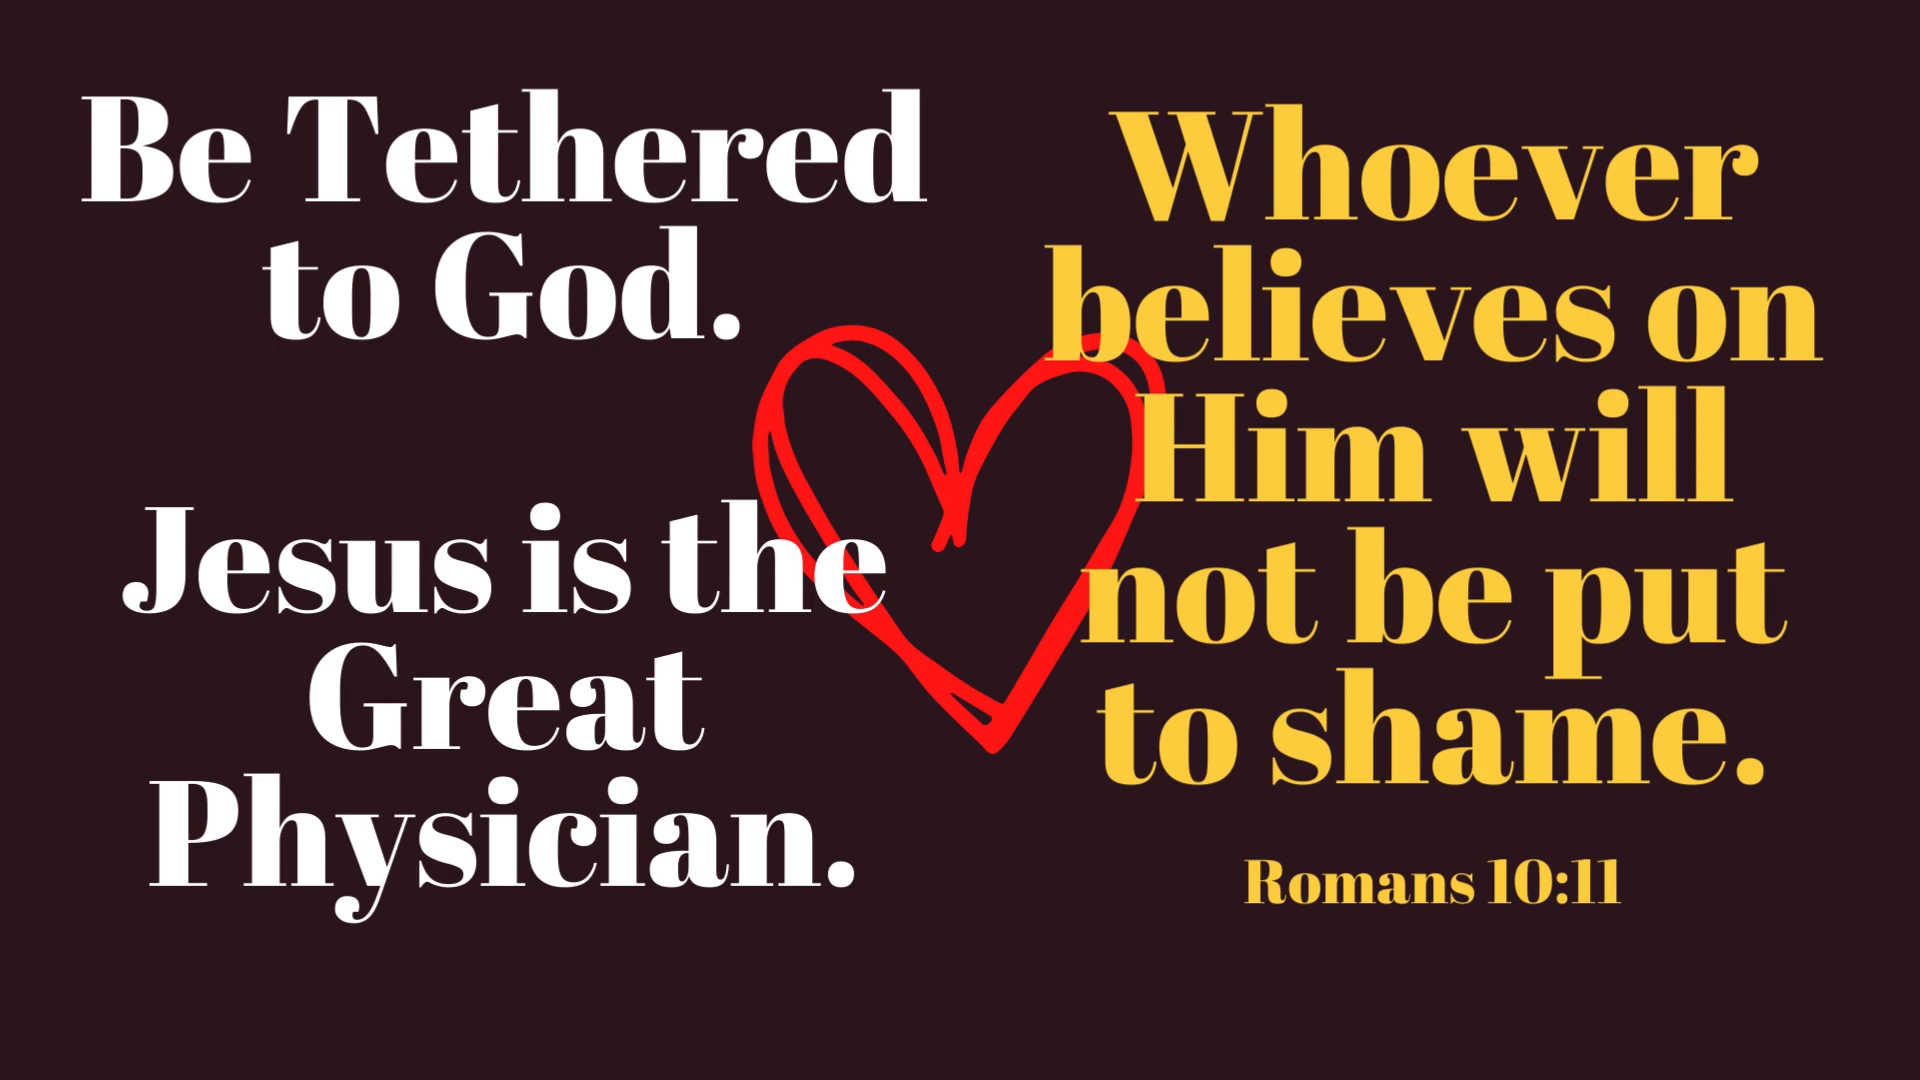 Be Tethered
to God.
Jesus is the
Great
Physician.
Whoever
believes on
Him will
not be put
to shame.
Romans 10:11